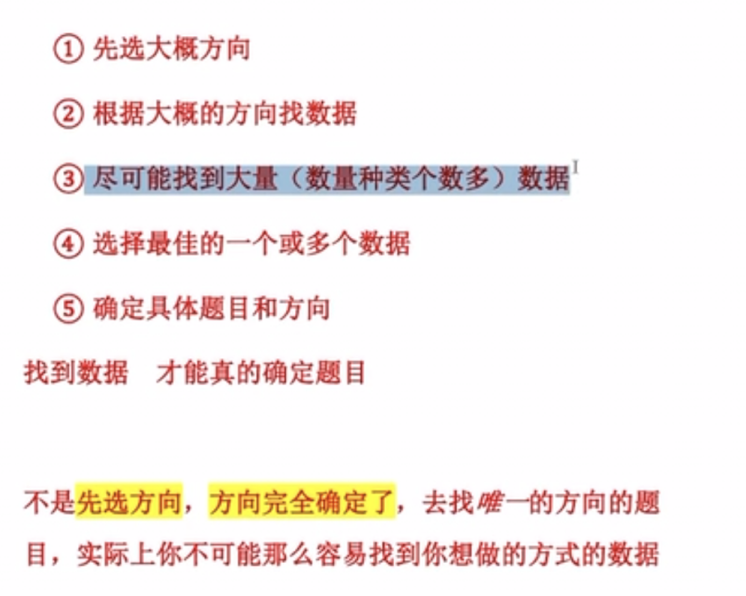 ① 先选大概方向
② 根据大概的方向找数据
③ 尽可能找到大量（数量种类个数多）数据
④ 选择最佳的一个或多个数据
⑤ 确定具体题目和方向
找到数据 才能真的确定题目
不是先选方向，方向完全确定了，去找唯一的方向的题
目，实际上你不可能那么容易找到你想做的方式的数据